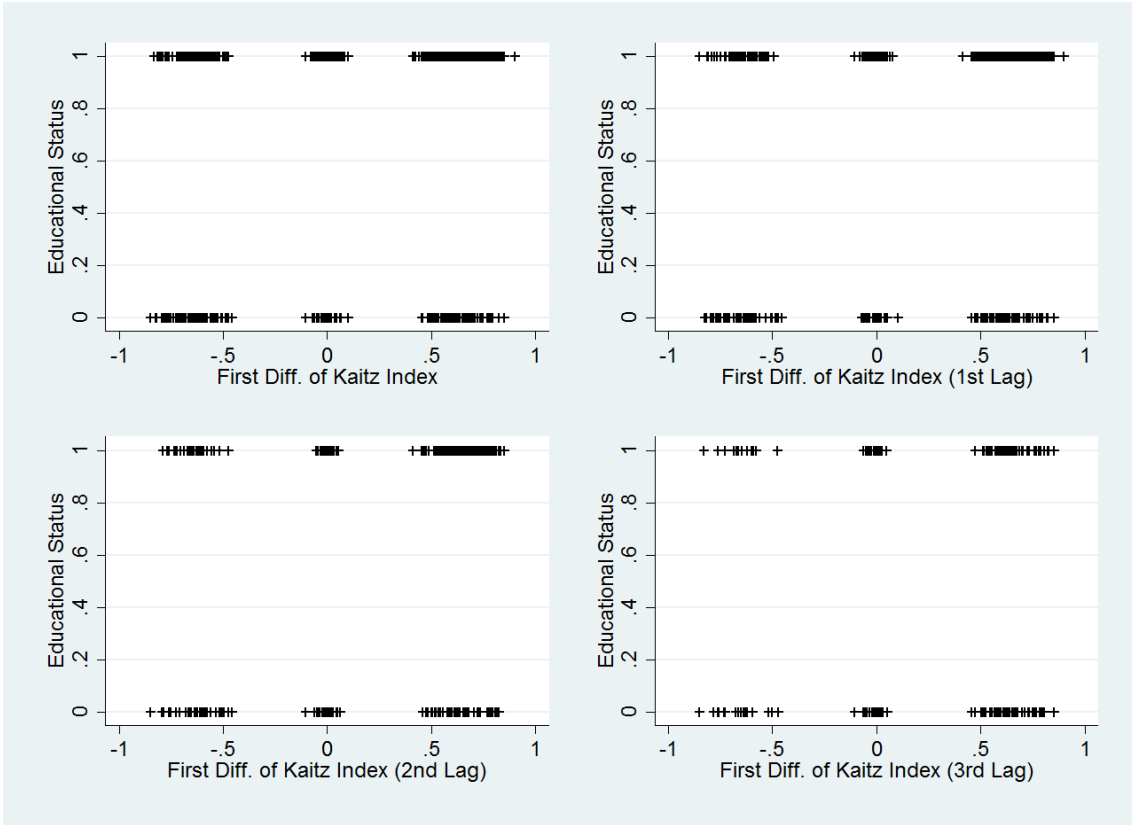 Educational Status
1
.8
.6
.4
.2
0
-1 -.5 0 .5 1
First Diff. of Kaitz Index
Educational Status
1
.8
.6
.4
.2
0
-1 -.5 0 .5 1
First Diff. of Kaitz Index (1st Lag)
Educational Status
1
.8
.6
.4
.2
0
-1 -.5 0 .5 1
First Diff. of Kaitz Index (2nd Lag)
Educational Status
1
.8
.6
.4
.2
0
-1 -.5 0 .5 1
First Diff. of Kaitz Index (3rd Lag)